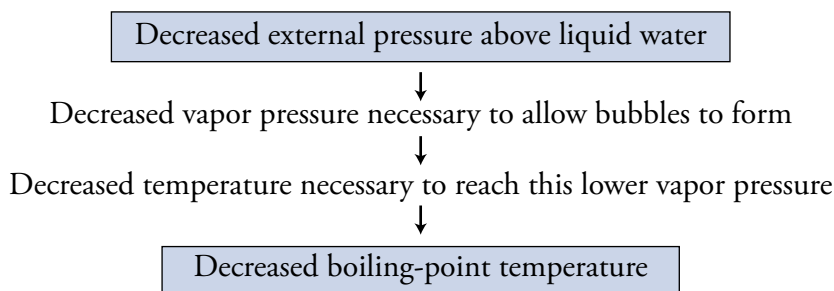 Decreased external pressure above liquid water
Decreased vapor pressure necessary to allow bubbles to form
Decreased temperature necessary to reach this lower vapor pressure
Decreased boiling-point temperature